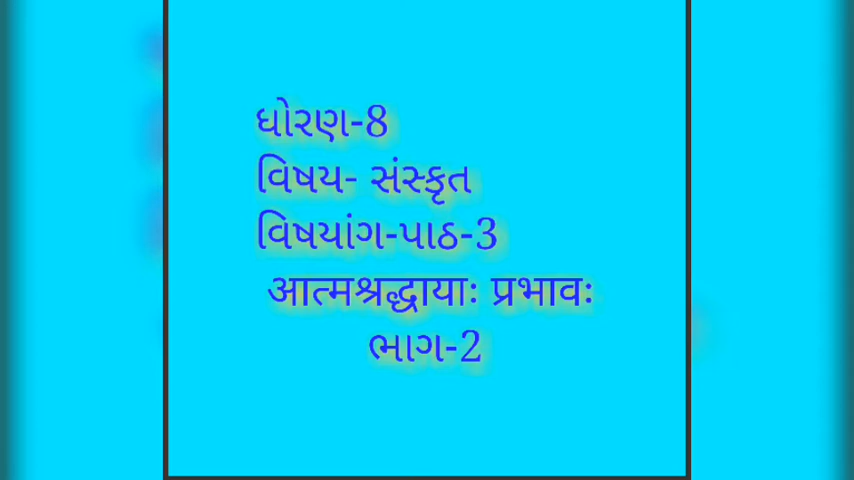 ધોરણ-8
વિષય- સંસ્કૃત
વિષયાંગ-પાઠ-3
आत्मश्रद्धायाः प्रभावः
ભાગ-2